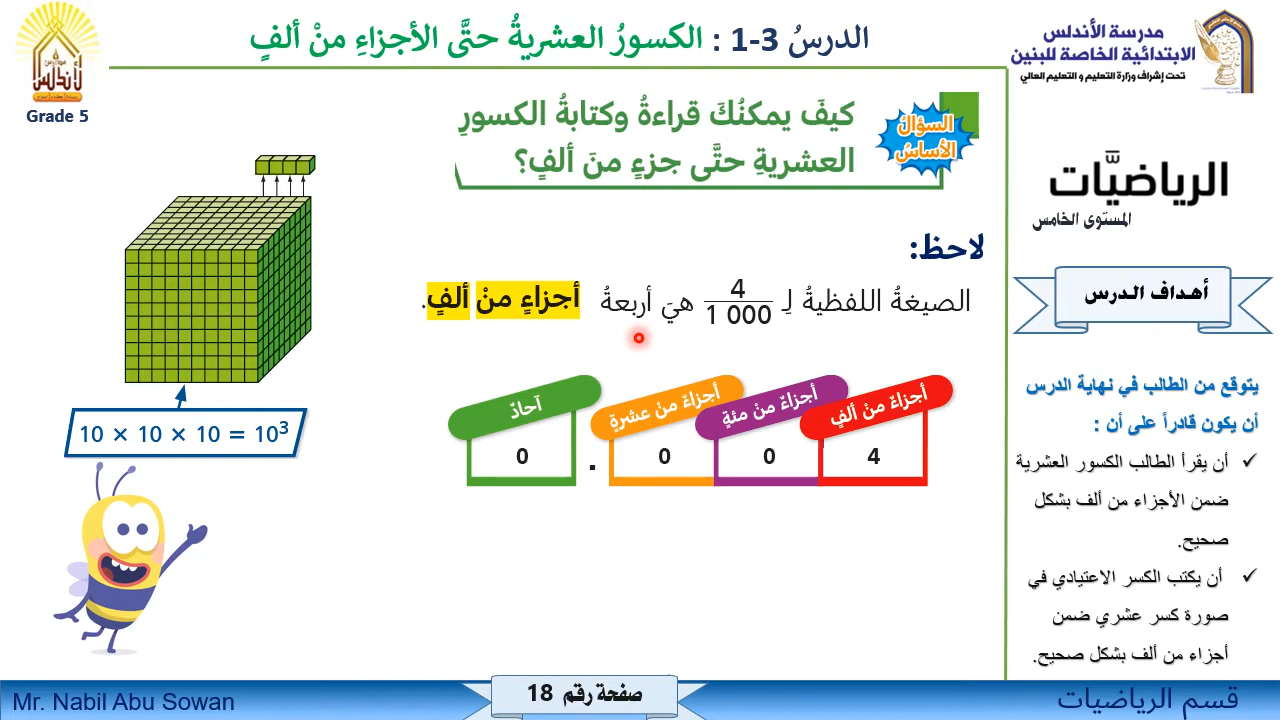 مدرسة الأندلس
الابتدائية الخاصة للبنين
تحت إشراف وزارة التعليم و التعليم العالي
الدرسُ 3-1 : الكسورُ العشريةُ حتَّى الأجزاءِ منْ ألفٍ
Grade 5
السؤالُ
الأساسُ
كيفَ يمكنُكَ قراءةُ وكتابةُ الكسورِ
العشريةِ حتَّى جزءٍ منَ ألفٍ؟
الرياضيَّات
المستوى الخامس
لاحظ:
الصيغةُ اللفظيةُ لِـ 4/1 000 هيَ أربعةُ أجزاءٍ منْ ألفٍ.
آحادٌ أجزاءٌ منْ عشرةٍ أجزاءٌ منْ مئةٍ أجزاءٌ منْ ألفٍ
0 . 0 0 4
10 × 10 × 10 = 10³
أهداف الدرس
يتوقع من الطالب في نهاية الدرس
أن يكون قادراً على أن :
✓ أن يقرأ الطالب الكسور العشرية
ضمن الأجزاء من ألف بشكل
صحيح.
✓ أن يكتب الكسر الاعتيادي في
صورة كسر عشري ضمن
أجزاء من ألف بشكل صحيح.
Mr. Nabil Abu Sowan
صفحة رقم 18
قسم الرياضيات